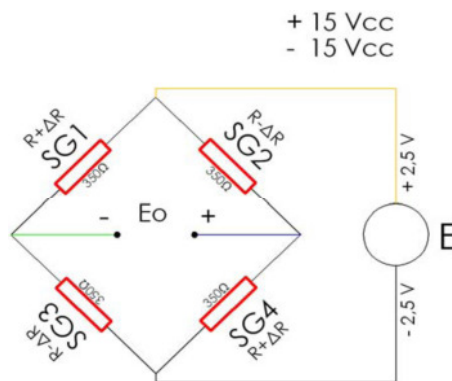 + 15 Vcc
- 15 Vcc
R+ΔR
SG1
350Ω
R-ΔR
SG2
350Ω
- Eo +
+ 2,5 V
E
- 2,5 V
350Ω
SG3
R-ΔR
350Ω
SG4
R+ΔR